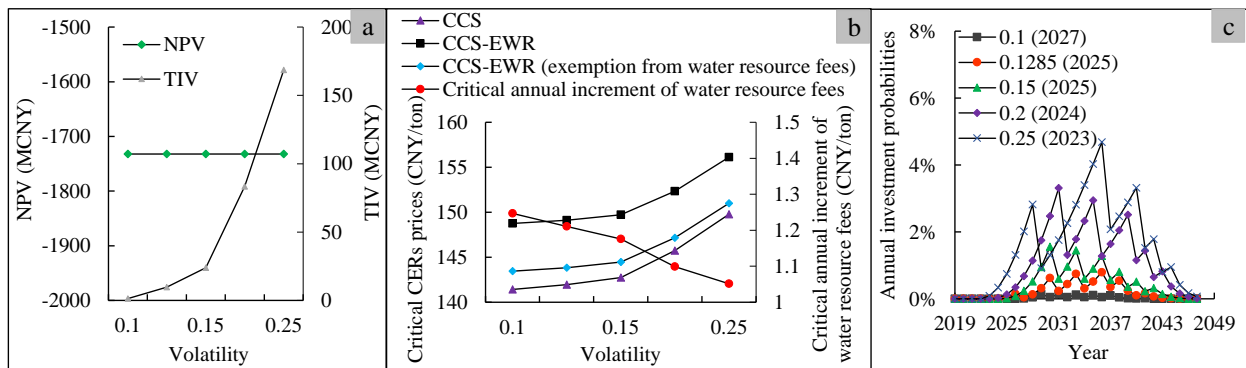 a
NPV
TIV
NPV (MCNY)
-1500
-1600
-1700
-1800
-1900
-2000
200
150
100
50
0
TIV (MCNY)
0.1
0.15
0.25
Volatility
b
CCS
CCS-EWR
CCS-EWR (exemption from water resource fees)
Critical annual increment of water resource fees
Critical CERs prices (CNY/ton)
160
155
150
145
140
1.5
1.4
1.3
1.2
1.1
1
Critical annual increment of
water resource fees (CNY/ton)
0.1
0.15
0.25
Volatility
c
0.1 (2027)
0.1285 (2025)
0.15 (2025)
0.2 (2024)
0.25 (2023)
Annual investment probabilities
8%
6%
4%
2%
0%
2019
2025
2031
2037
2043
2049
Year